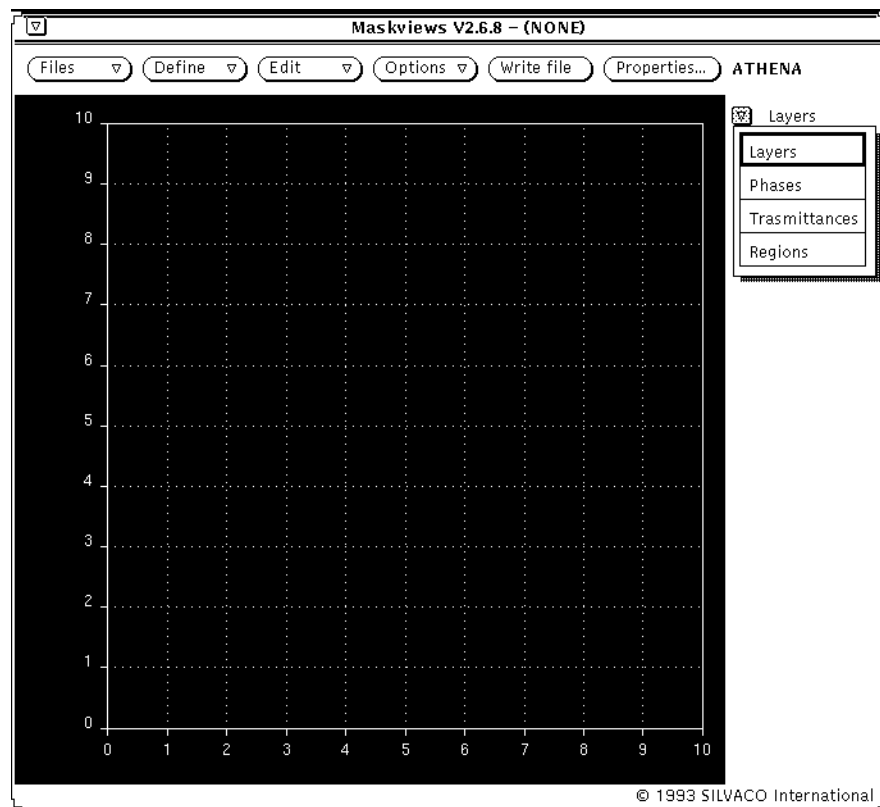 Maskviews V2.6.8 – (NONE)
Files Define Edit Options Write file Properties... ATHENA
Layers
Layers
Phases
Trasmittances
Regions
10
9
8
7
6
5
4
3
2
1
0
0 1 2 3 4 5 6 7 8 9 10
© 1993 SILVACO International